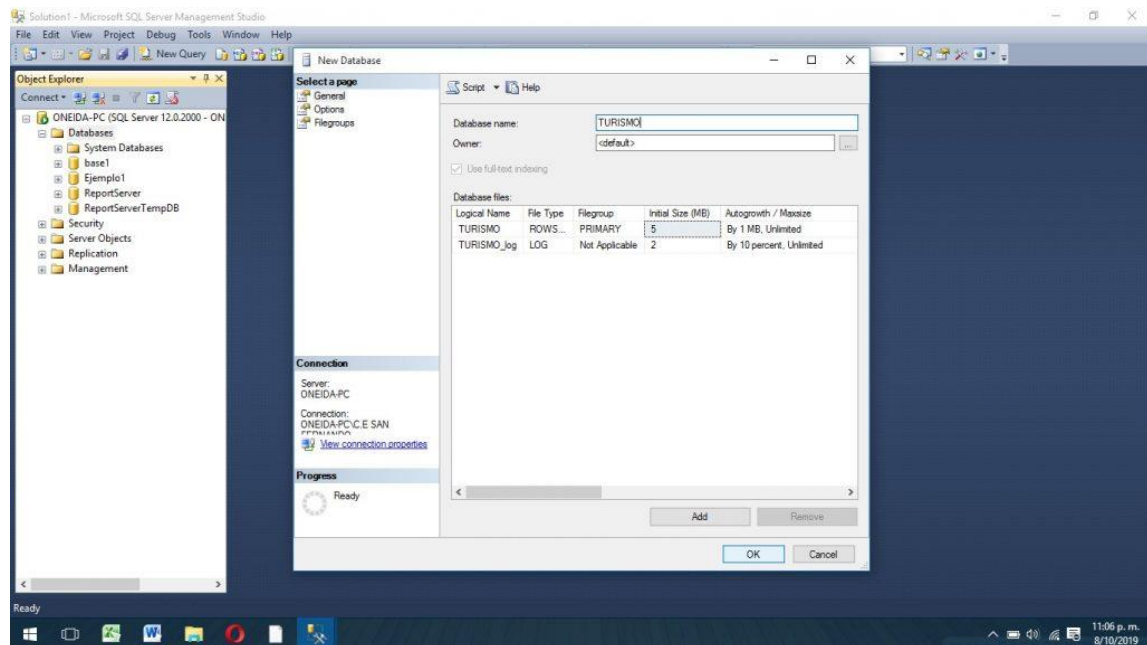 Solution1 - Microsoft SQL Server Management Studio
File Edit View Project Debug Tools Window Help
New Query
Object Explorer
Connect
ONEIDA-PC (SQL Server 12.0.2000 - ON
Databases
System Databases
base1
Ejemplo1
ReportServer
ReportServerTempDB
Security
Server Objects
Replication
Management
New Database
Select a page
General
Options
Filegroups
Script Help
Database name: TURISMO
Owner: <default> ...
Use full-text indexing
Database files:
Logical Name File Type Filegroup Initial Size (MB) Autogrowth / Maxsize
TURISMO ROWS... PRIMARY 5 By 1 MB, Unlimited
TURISMO_log LOG Not Applicable 2 By 10 percent, Unlimited
Connection
Server:
ONEIDA-PC
Connection:
ONEIDA-PC\C.E SAN
FERNANDO
View connection properties
Progress
Ready
Add Remove
OK Cancel
Ready
11:06 p. m.
8/10/2019